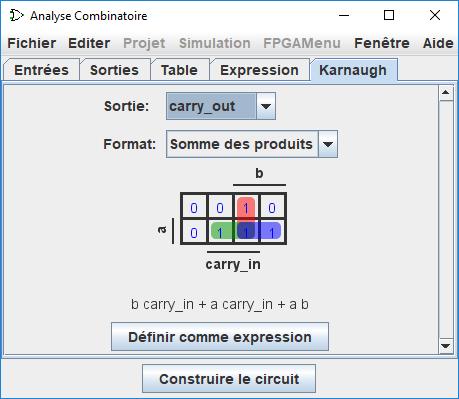 Analyse Combinatoire
Fichier Editer Projet Simulation FPGAMenu Fenêtre Aide
Entrées Sorties Table Expression Karnaugh
Sortie: carry_out
Format: Somme des produits
b
0 0 1 0
a 0 1 1 1
carry_in
b carry_in + a carry_in + a b
Définir comme expression
Construire le circuit